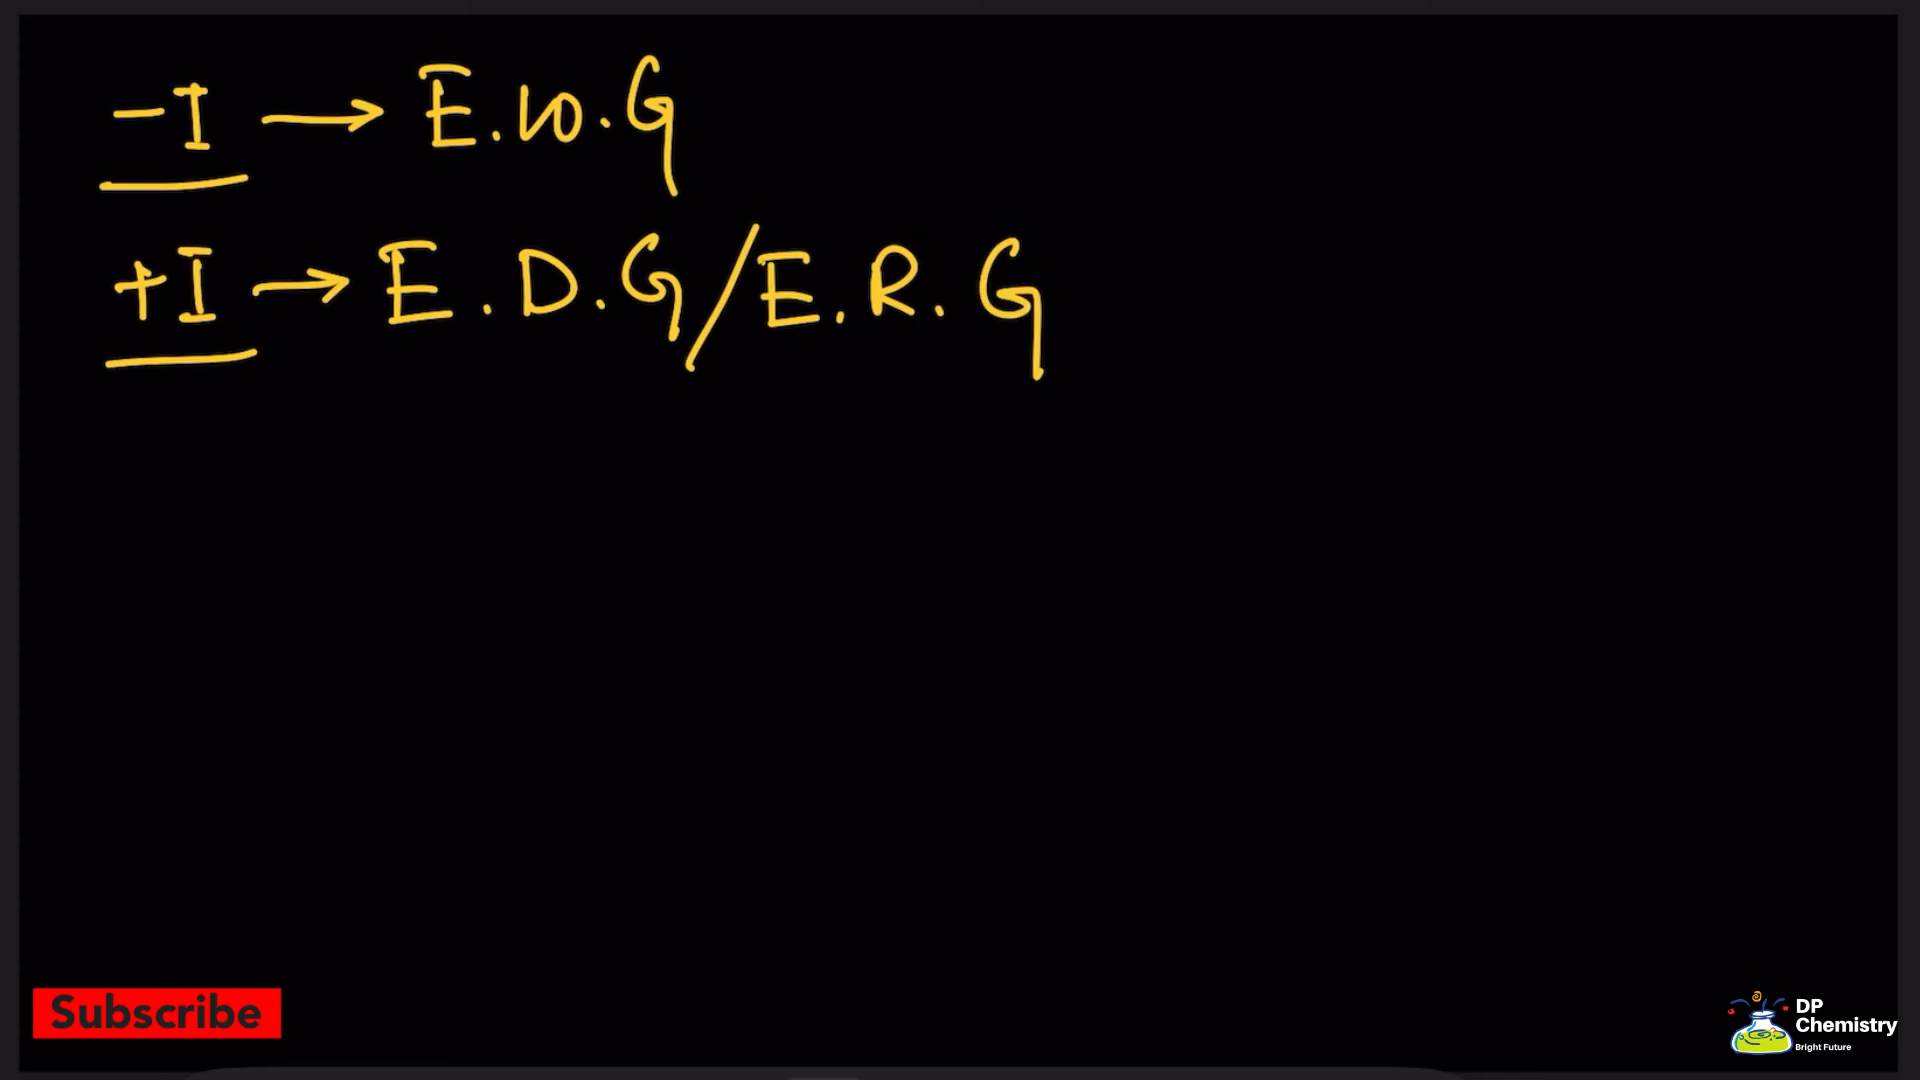 -I → E.W.G
+I → E.D.G/E.R.G
Subscribe
DP
Chemistry
Bright Future